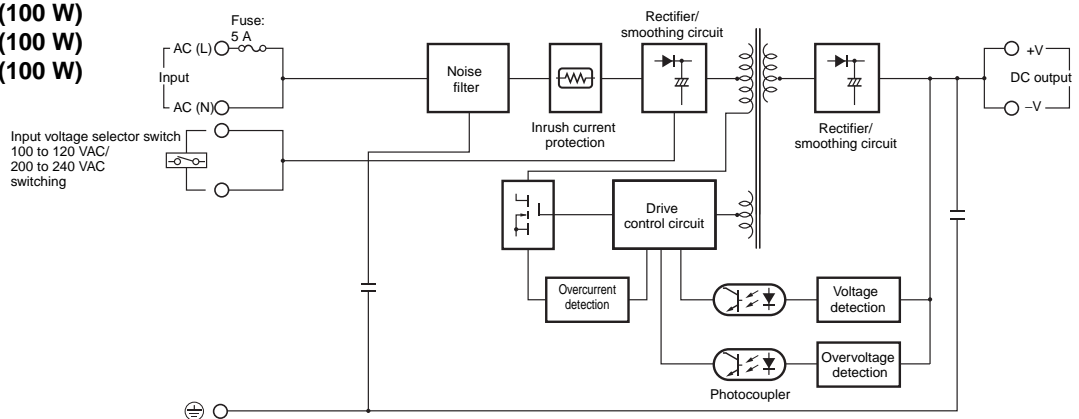 (100 W)
(100 W)
(100 W)
Fuse:
5 A
AC (L)
Input
AC (N)
Input voltage selector switch
100 to 120 VAC/
200 to 240 VAC
switching
Noise
filter
Inrush current
protection
Rectifier/
smoothing circuit
Rectifier/
smoothing circuit
+V
DC output
−V
Drive
control circuit
Overcurrent
detection
Voltage
detection
Overvoltage
detection
Photocoupler